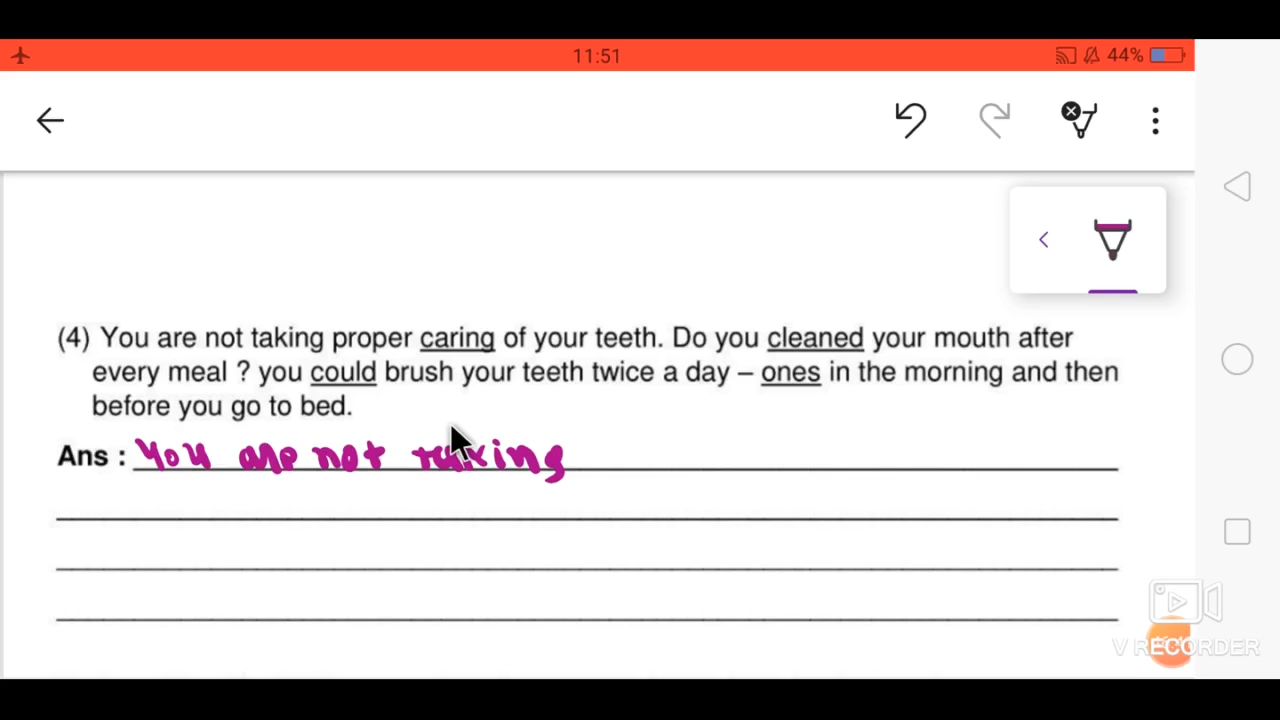 11:51
44%
(4) You are not taking proper caring of your teeth. Do you cleaned your mouth after
every meal ? you could brush your teeth twice a day – ones in the morning and then
before you go to bed.
Ans : You are not taking
V RECORDER